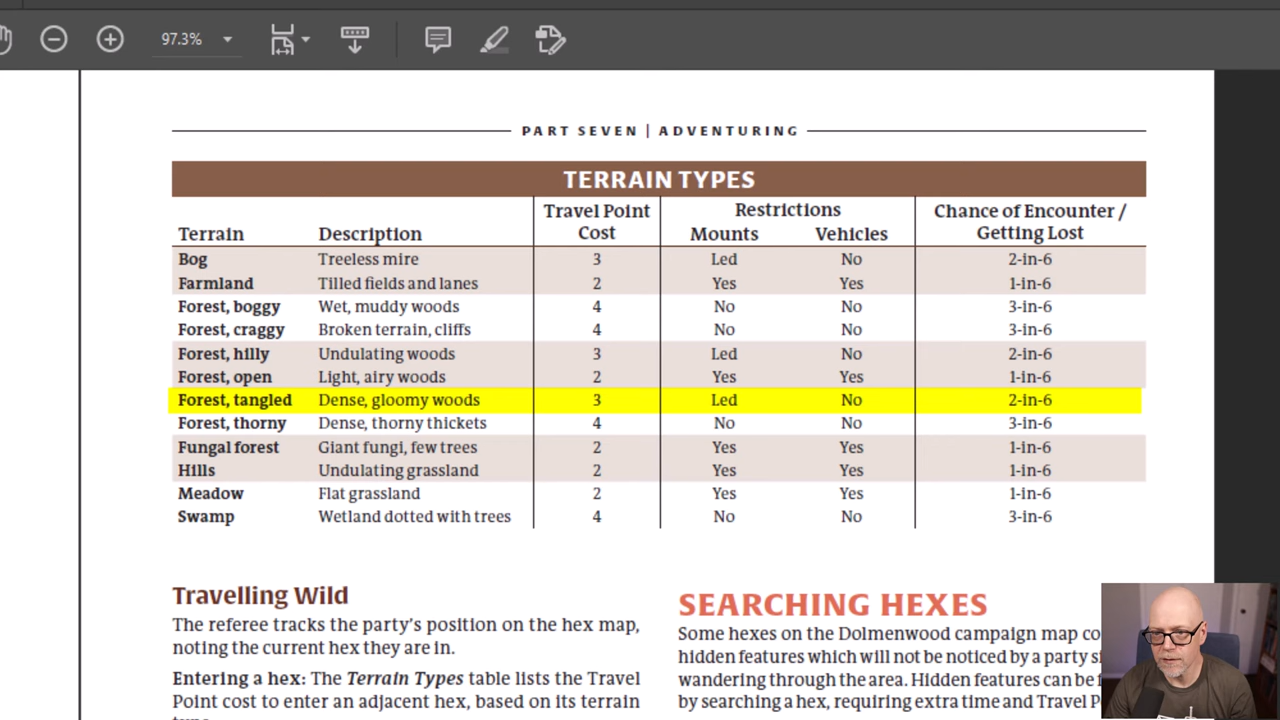 97.3%
PART SEVEN | ADVENTURING
TERRAIN TYPES
Terrain Description Travel Point Cost Restrictions Mounts Vehicles Chance of Encounter / Getting Lost
Bog Treeless mire 3 Led No 2-in-6
Farmland Tilled fields and lanes 2 Yes Yes 1-in-6
Forest, boggy Wet, muddy woods 4 No No 3-in-6
Forest, craggy Broken terrain, cliffs 4 No No 3-in-6
Forest, hilly Undulating woods 3 Led No 2-in-6
Forest, open Light, airy woods 2 Yes Yes 1-in-6
Forest, tangled Dense, gloomy woods 3 Led No 2-in-6
Forest, thorny Dense, thorny thickets 4 No No 3-in-6
Fungal forest Giant fungi, few trees 2 Yes Yes 1-in-6
Hills Undulating grassland 2 Yes Yes 1-in-6
Meadow Flat grassland 2 Yes Yes 1-in-6
Swamp Wetland dotted with trees 4 No No 3-in-6
Travelling Wild
The referee tracks the party's position on the hex map,
noting the current hex they are in.
Entering a hex: The Terrain Types table lists the Travel
Point cost to enter an adjacent hex, based on its terrain
SEARCHING HEXES
Some hexes on the Dolmenwood campaign map co
hidden features which will not be noticed by a party si
wandering through the area. Hidden features can be f
by searching a hex, requiring extra time and Travel P